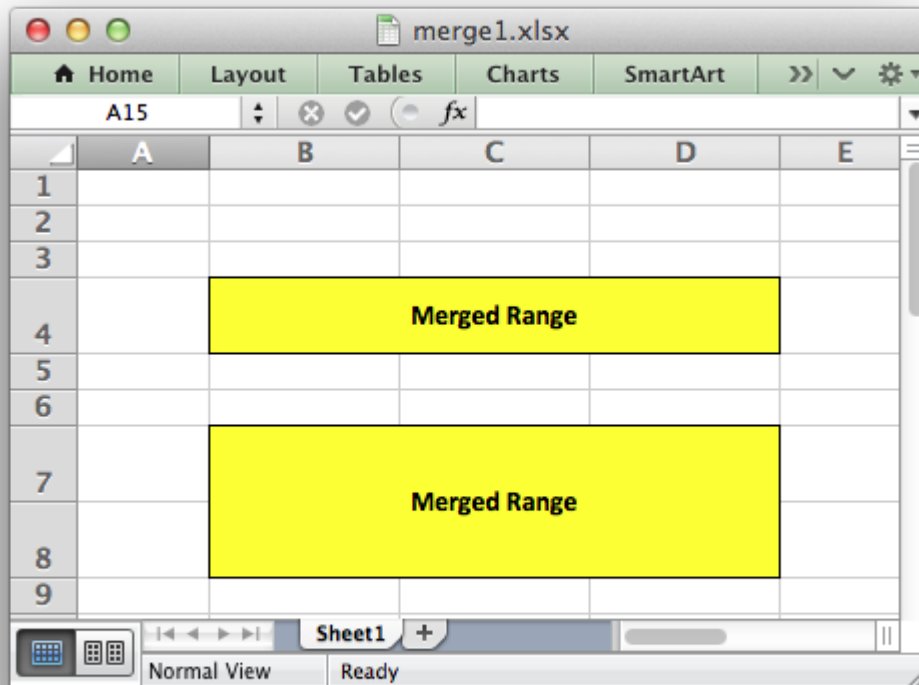 merge1.xlsx
Home Layout Tables Charts SmartArt
A15 fx
A B C D E
1
2
3
4 Merged Range
5
6
7
Merged Range
8
9
Sheet1 +
Normal View Ready